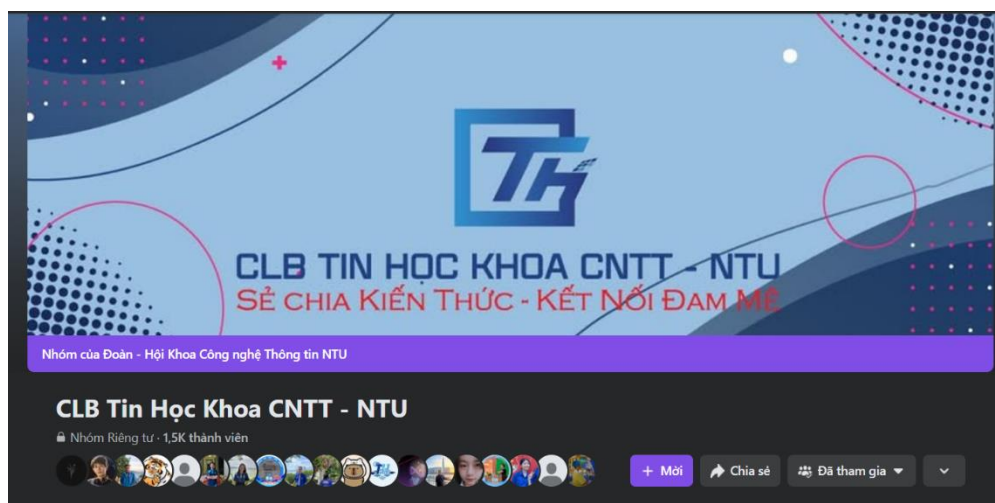 TH
CLB TIN HỌC KHOA CNTT - NTU
SẺ CHIA KIẾN THỨC - KẾT NỐI ĐAM MÊ
Nhóm của Đoàn - Hội Khoa Công nghệ Thông tin NTU
CLB Tin Học Khoa CNTT - NTU
Nhóm Riêng tư · 1,5K thành viên
+ Mời
Chia sẻ
Đã tham gia